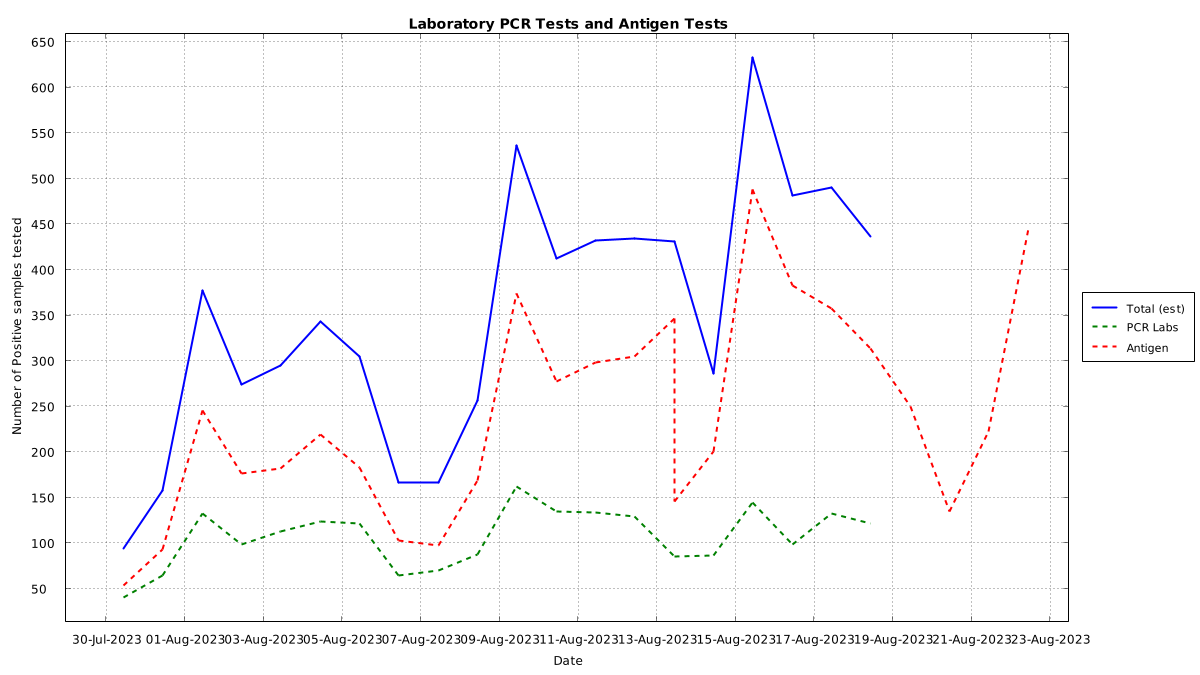 Laboratory PCR Tests and Antigen Tests
650
600
550
500
450
400
350
300
250
200
150
100
50
Number of Positive samples tested
30-Jul-2023 01-Aug-2023 03-Aug-2023 05-Aug-2023 07-Aug-2023 09-Aug-2023 11-Aug-2023 13-Aug-2023 15-Aug-2023 17-Aug-2023 19-Aug-2023 21-Aug-2023 23-Aug-2023
Date
Total (est)
PCR Labs
Antigen